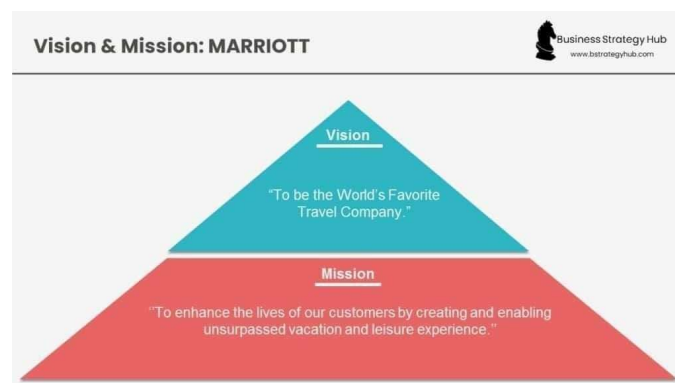 Vision & Mission: MARRIOTT
Business Strategy Hub
www.bstrategyhub.com
Vision
“To be the World’s Favorite
Travel Company.”
Mission
“To enhance the lives of our customers by creating and enabling
unsurpassed vacation and leisure experience.”